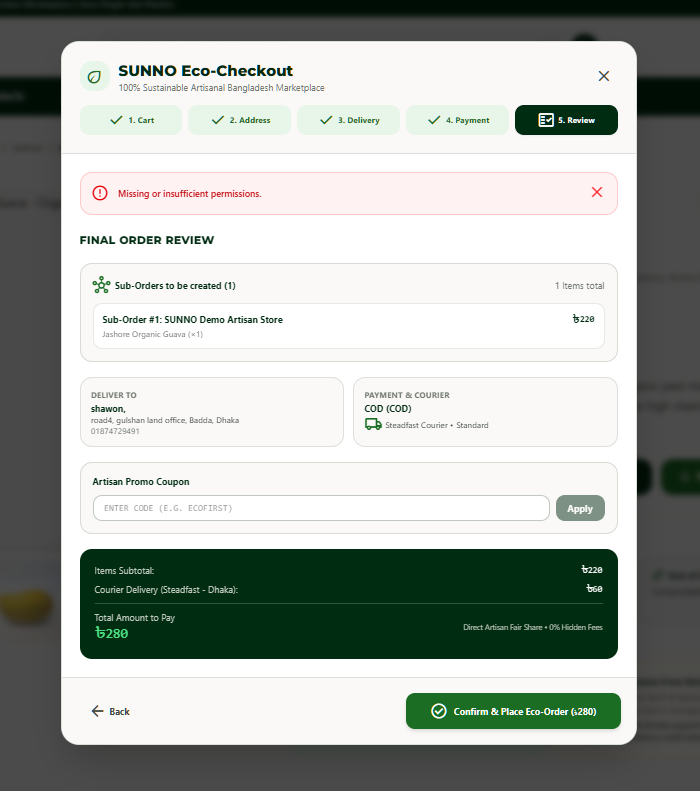 SUNNO Eco-Checkout
100% Sustainable Artisanal Bangladesh Marketplace
1. Cart
2. Address
3. Delivery
4. Payment
5. Review
Missing or insufficient permissions.
FINAL ORDER REVIEW
Sub-Orders to be created (1)
1 Items total
Sub-Order #1: SUNNO Demo Artisan Store
৳220
Jashore Organic Guava (×1)
DELIVER TO
shawon,
road4, gulshan land office, Badda, Dhaka
01874729491
PAYMENT & COURIER
COD (COD)
Steadfast Courier • Standard
Artisan Promo Coupon
ENTER CODE (E.G. ECOFIRST)
Apply
Items Subtotal:
৳220
Courier Delivery (Steadfast - Dhaka):
৳60
Total Amount to Pay
৳280
Direct Artisan Fair Share • 0% Hidden Fees
Back
Confirm & Place Eco-Order (৳280)